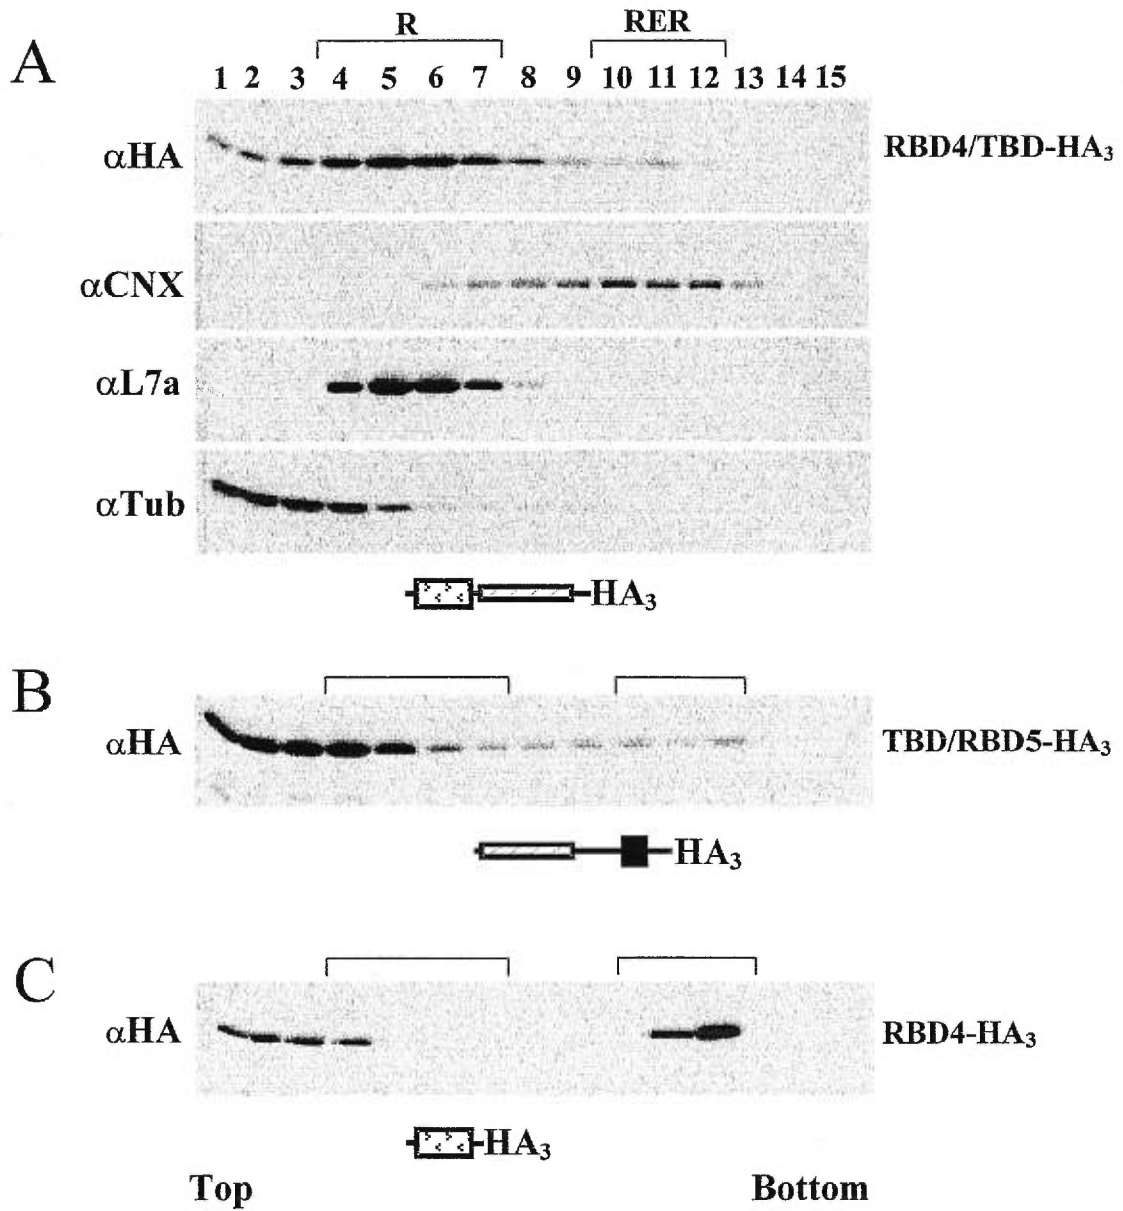 R RER
A 1 2 3 4 5 6 7 8 9 10 11 12 13 14 15
αHA RBD4/TBD-HA₃
αCNX
αL7a
αTub
HA₃
B
αHA TBD/RBD5-HA₃
HA₃
C
αHA RBD4-HA₃
HA₃
Top Bottom